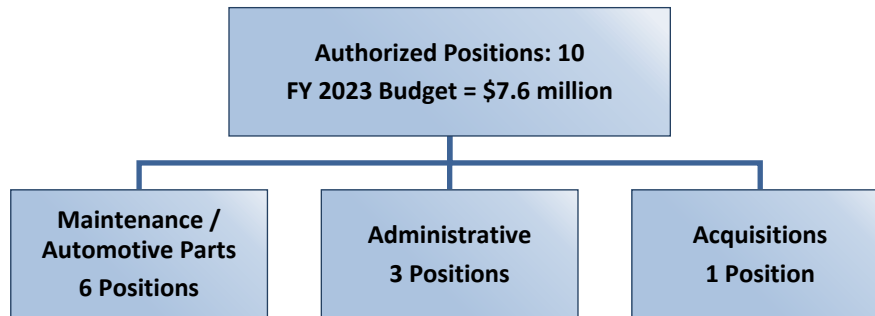 Authorized Positions: 10
FY 2023 Budget = $7.6 million
Maintenance /
Automotive Parts
6 Positions
Administrative
3 Positions
Acquisitions
1 Position